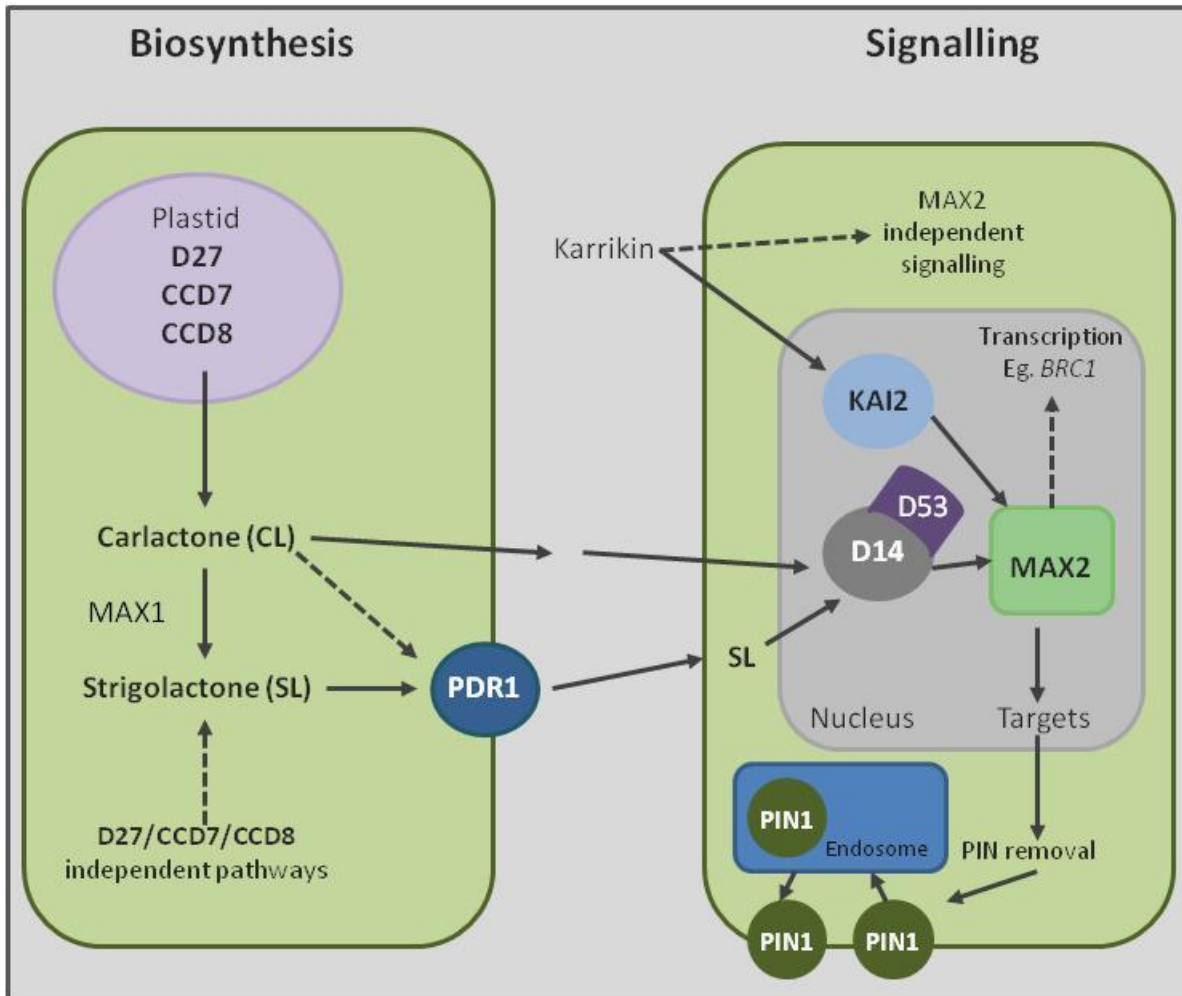 Biosynthesis
Plastid
D27
CCD7
CCD8
Carlactone (CL)
MAX1
Strigolactone (SL)
D27/CCD7/CCD8
independent pathways
PDR1
Signalling
Karrikin
MAX2
independent
signalling
Transcription
Eg. BRC1
KAI2
D53
D14
MAX2
SL
Nucleus
Targets
PIN1
Endosome
PIN removal
PIN1
PIN1